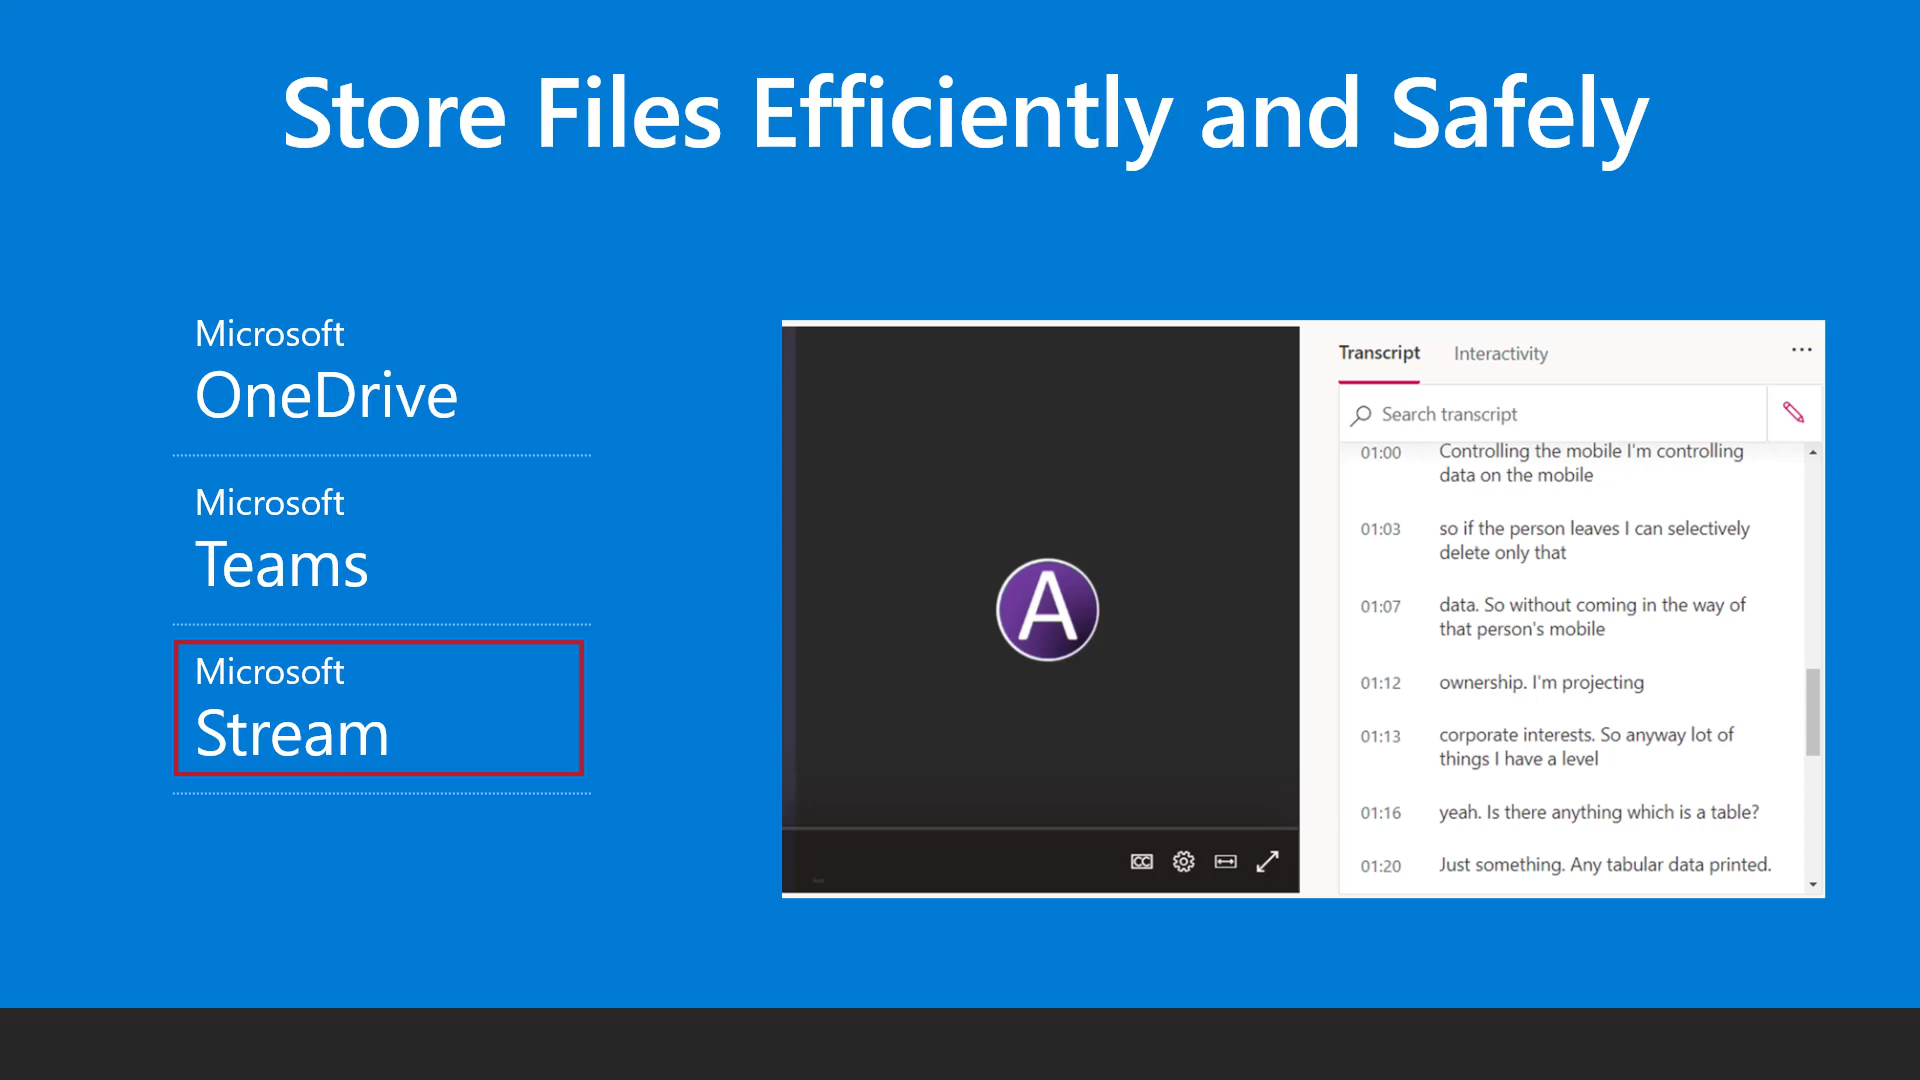 Store Files Efficiently and Safely
Microsoft
OneDrive
Microsoft
Teams
Microsoft
Stream
A
CC
Transcript
Interactivity
...
Search transcript
01:00 Controlling the mobile I'm controlling
data on the mobile
01:03 so if the person leaves I can selectively
delete only that
01:07 data. So without coming in the way of
that person's mobile
01:12 ownership. I'm projecting
01:13 corporate interests. So anyway lot of
things I have a level
01:16 yeah. Is there anything which is a table?
01:20 Just something. Any tabular data printed.